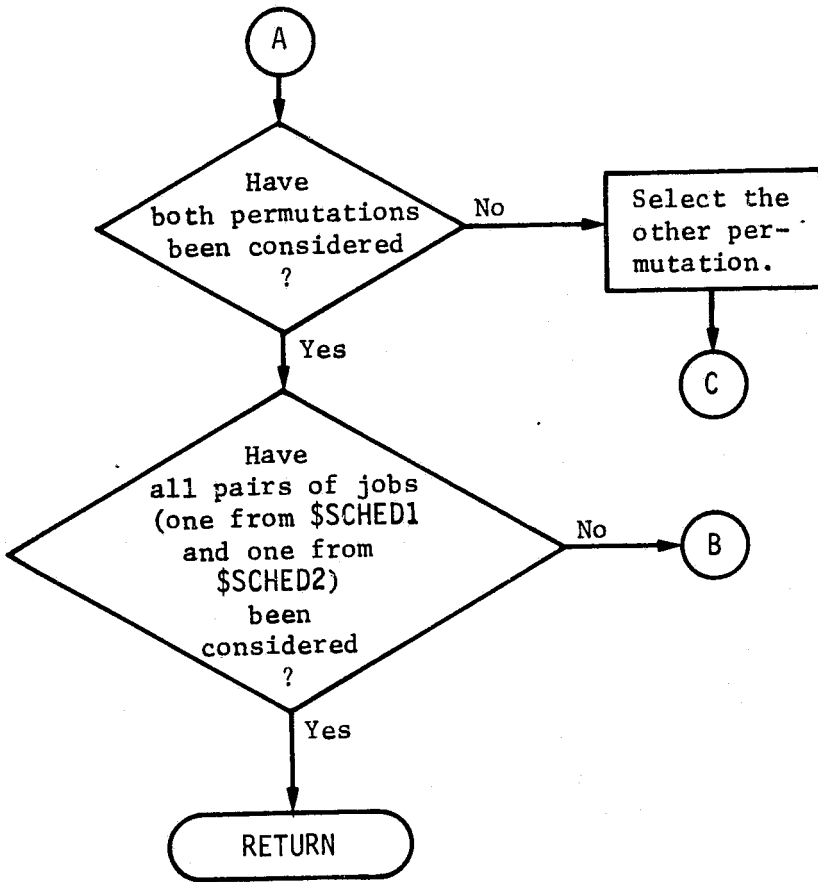 A
Have
both permutations
been considered
?
No
Select the
other per-
mutation.
Yes
C
Have
all pairs of jobs
(one from $SCHED1
and one from
$SCHED2)
been
considered
?
No
B
Yes
RETURN